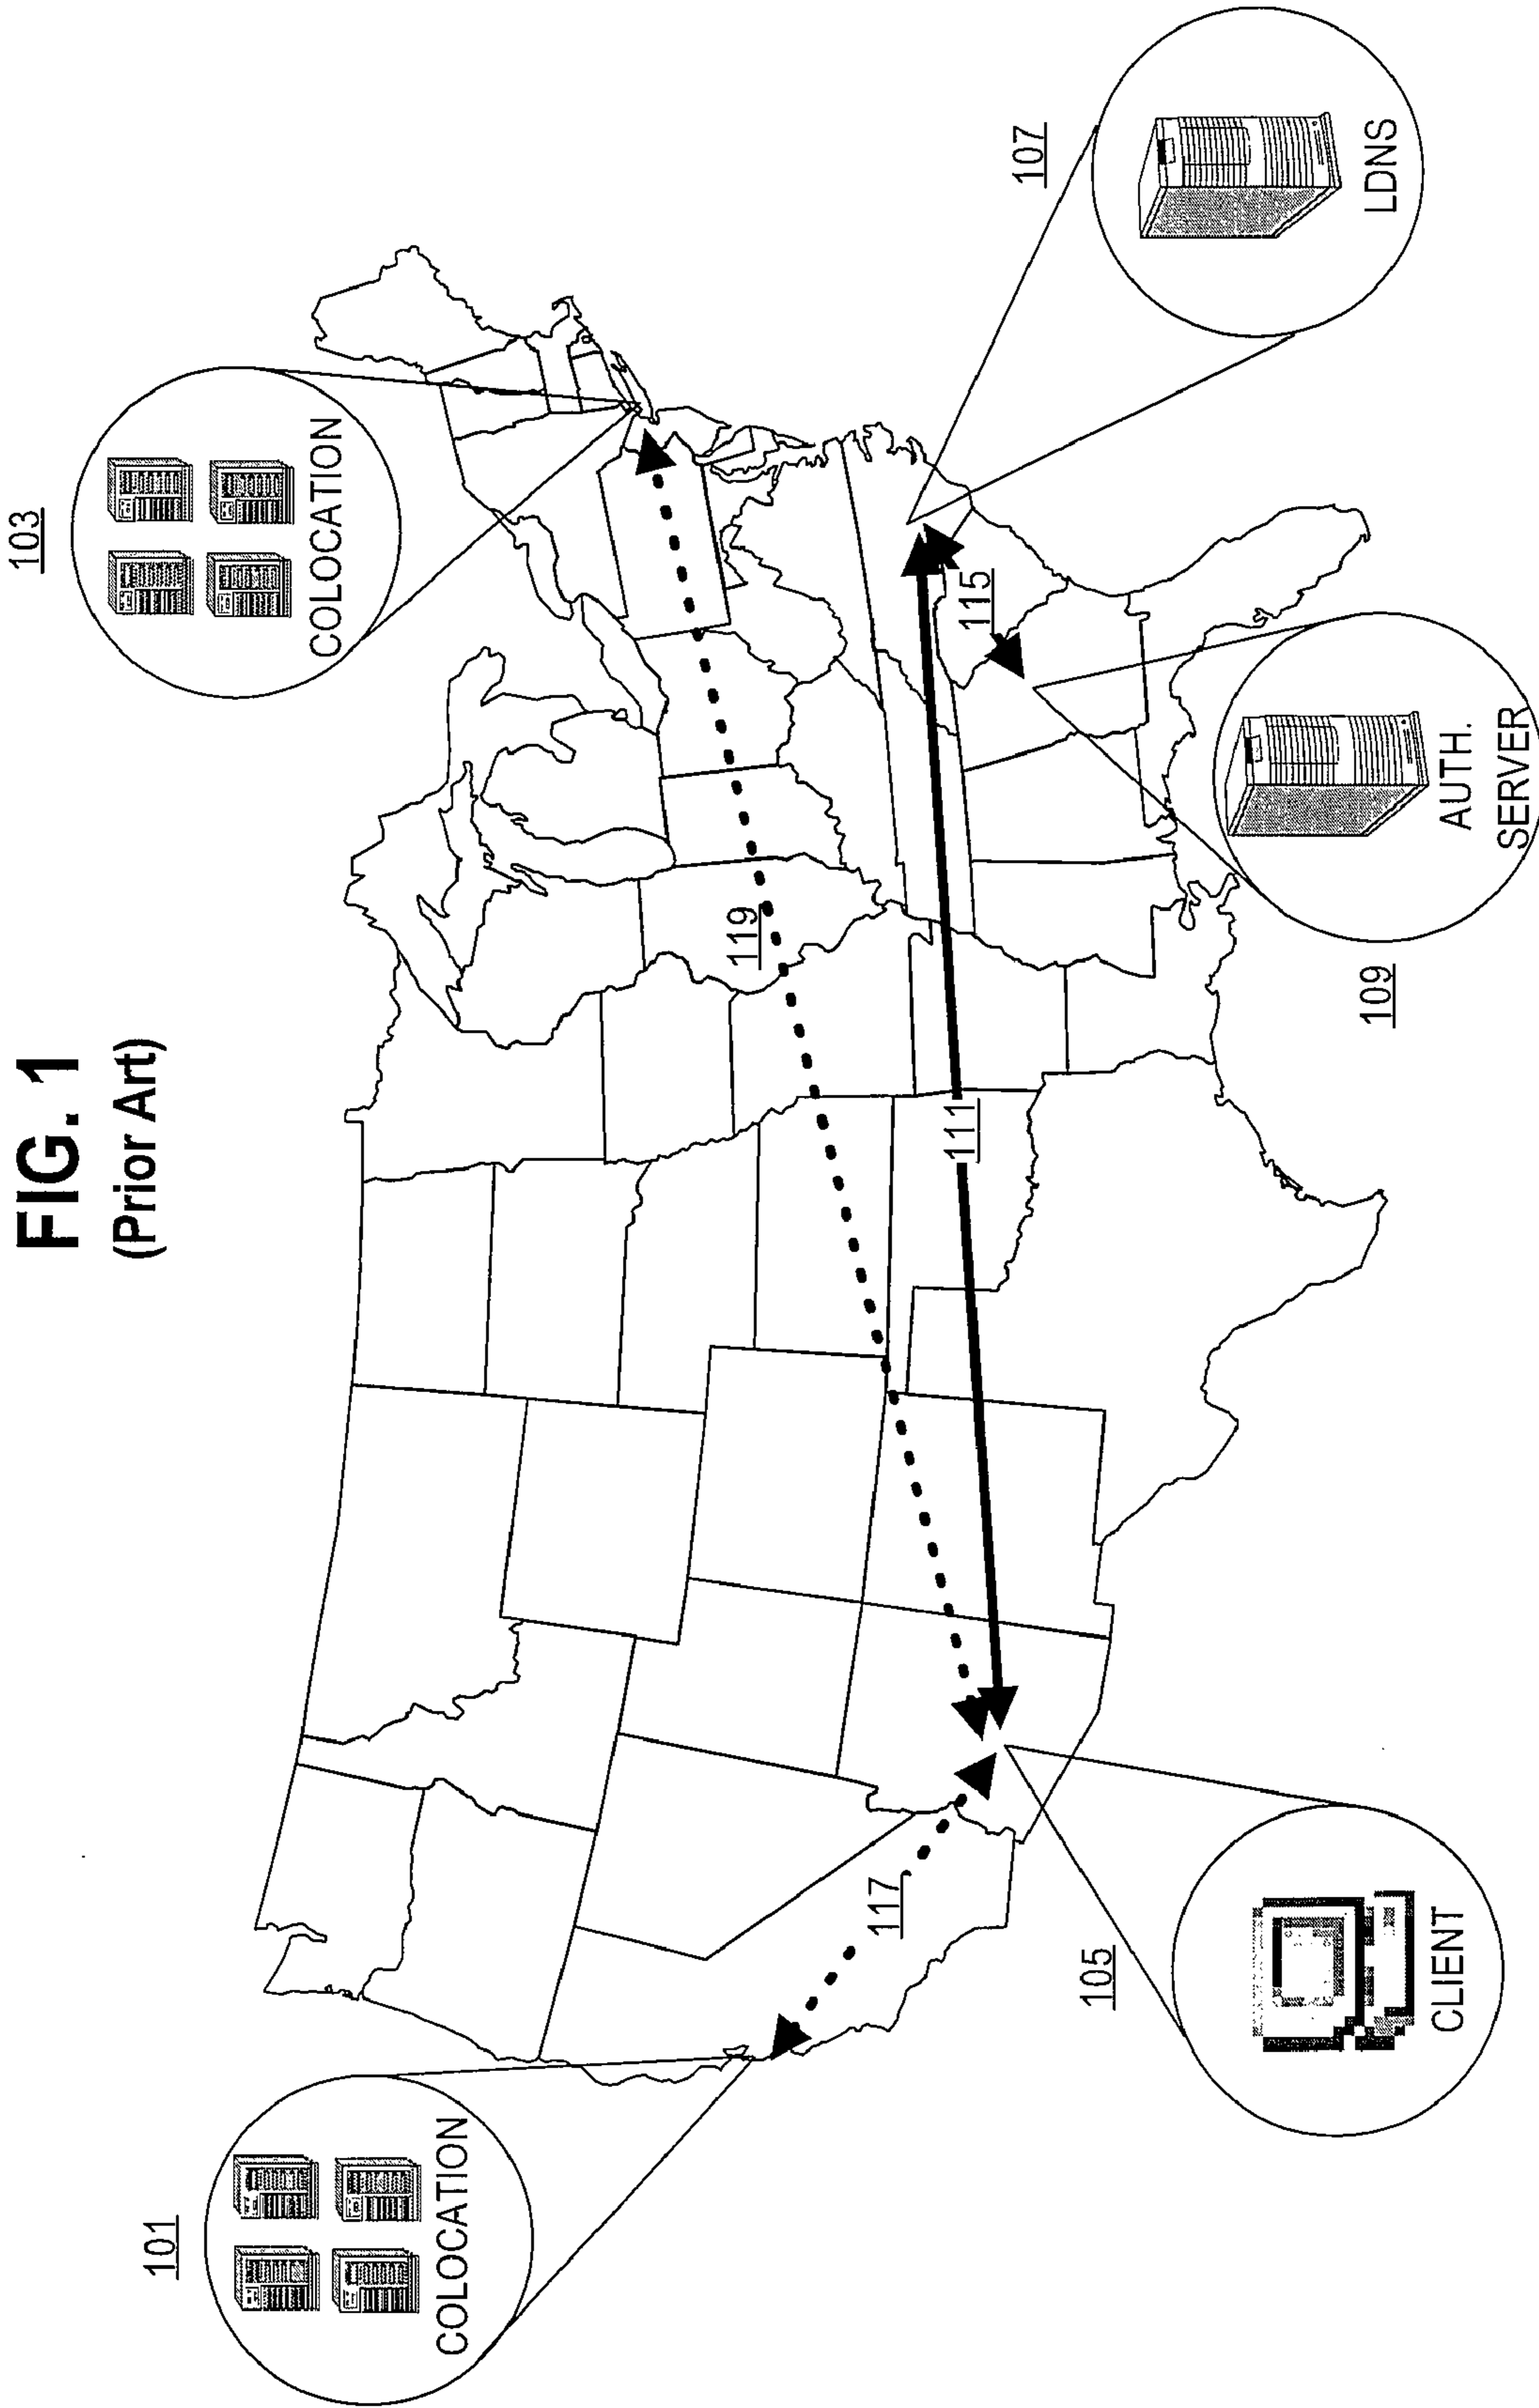 FIG. 1
(Prior Art)
103
COLOCATION
101
COLOCATION
119
107
LDNS
115
111
117
109
AUTH.
SERVER
105
CLIENT